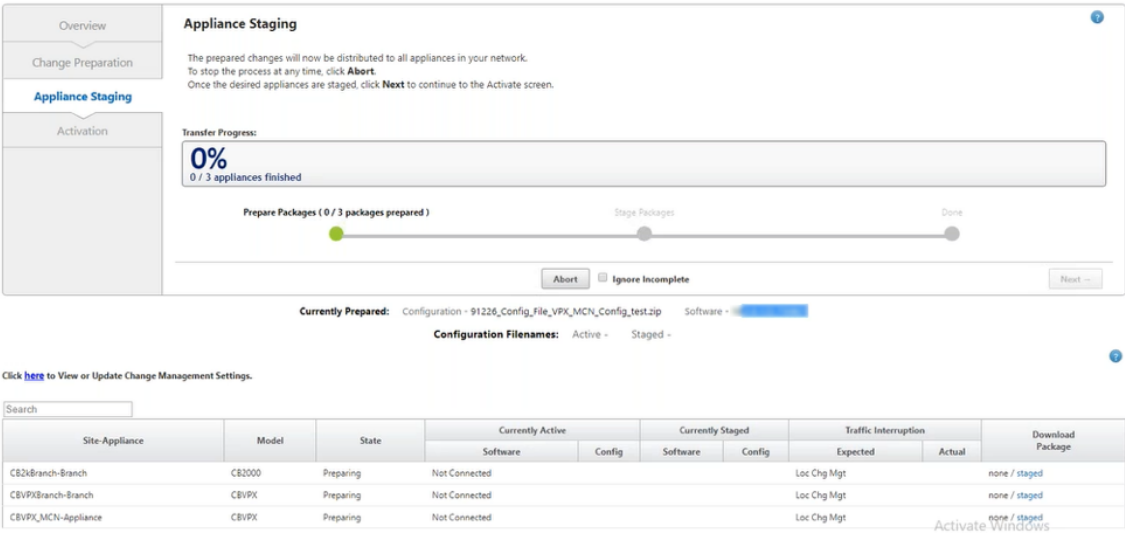 Overview
Change Preparation
Appliance Staging
Activation
Appliance Staging
?
The prepared changes will now be distributed to all appliances in your network.
To stop the process at any time, click Abort.
Once the desired appliances are staged, click Next to continue to the Activate screen.
Transfer Progress:
0%
0 / 3 appliances finished
Prepare Packages ( 0 / 3 packages prepared ) Stage Packages Done
Abort Ignore Incomplete Next
Currently Prepared: Configuration - 91226_Config_File_VPX_MCN_Config_test.zip Software -
Configuration Filenames: Active - Staged -
?
Click here to View or Update Change Management Settings.
Search
Site-Appliance Model State Currently Active Currently Staged Traffic Interruption Download Package
Software Config Software Config Expected Actual
CB2kBranch-Branch CB2000 Preparing Not Connected Loc Chg Mgt none / staged
CBVPXBranch-Branch CBVPX Preparing Not Connected Loc Chg Mgt none / staged
CBVPX_MCN-Appliance CBVPX Preparing Not Connected Loc Chg Mgt none / staged
Activate Windows